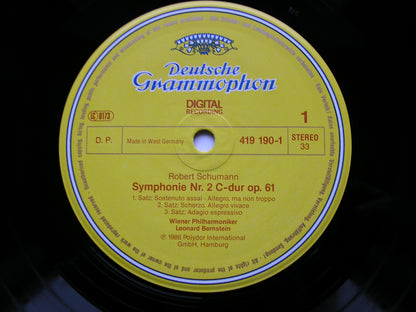 Deutsche
Grammophon
DIGITAL
RECORDING
LC 0173
1
D. P.
Made in West Germany
419 190-1
STEREO
33
Robert Schumann
Symphonie Nr. 2 C-dur op. 61
1. Satz: Sostenuto assai - Allegro, ma non troppo
2. Satz: Scherzo. Allegro vivace
3. Satz: Adagio espressivo
Wiener Philharmoniker
Leonard Bernstein
℗ 1986 Polydor International
GmbH, Hamburg